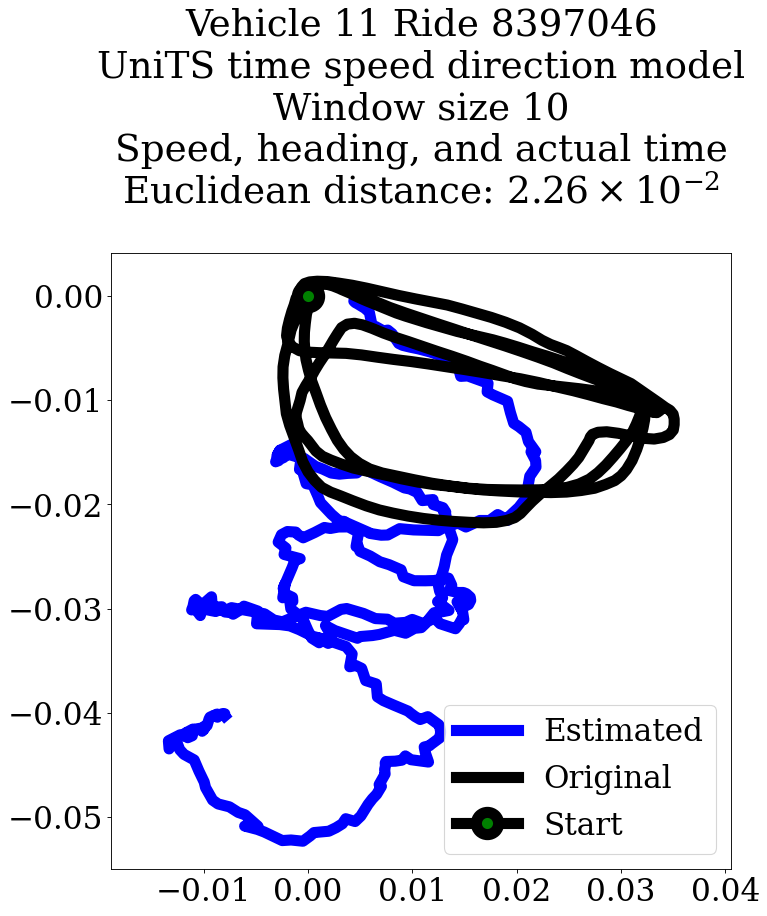 Vehicle 11 Ride 8397046
UniTS time speed direction model
Window size 10
Speed, heading, and actual time
Euclidean distance: 2.26 × 10⁻²
0.00
−0.01
−0.02
−0.03
−0.04
−0.05
Estimated
Original
Start
−0.01 0.00 0.01 0.02 0.03 0.04